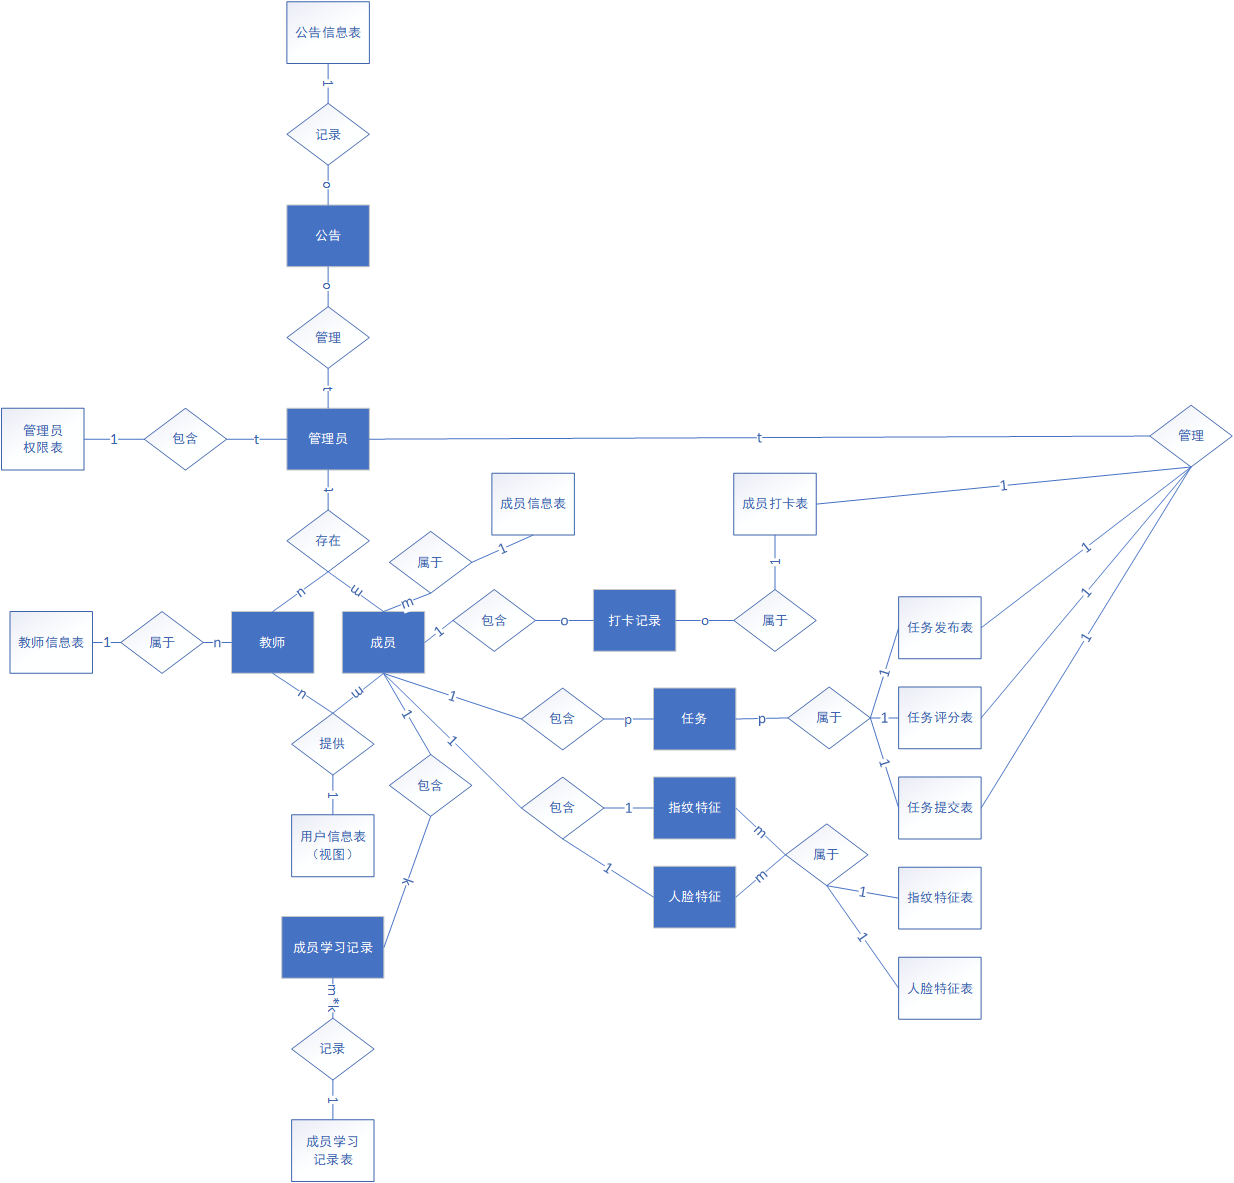 公告信息表
1
记录
o
公告
o
管理
t
管理员
权限表
1
包含
t
管理员
t
管理
t
存在
n
m
成员信息表
1
属于
m
成员打卡表
1
1
教师信息表
1
属于
n
教师
成员
1
包含
o
打卡记录
o
属于
1
1
1
任务发布表
任务评分表
任务提交表
1
1
1
n
m
提供
1
用户信息表
（视图）
1
包含
p
任务
p
属于
1
包含
k
1
包含
1
指纹特征
1
人脸特征
m
m
属于
1
指纹特征表
1
人脸特征表
成员学习记录
m*k
记录
1
成员学习
记录表